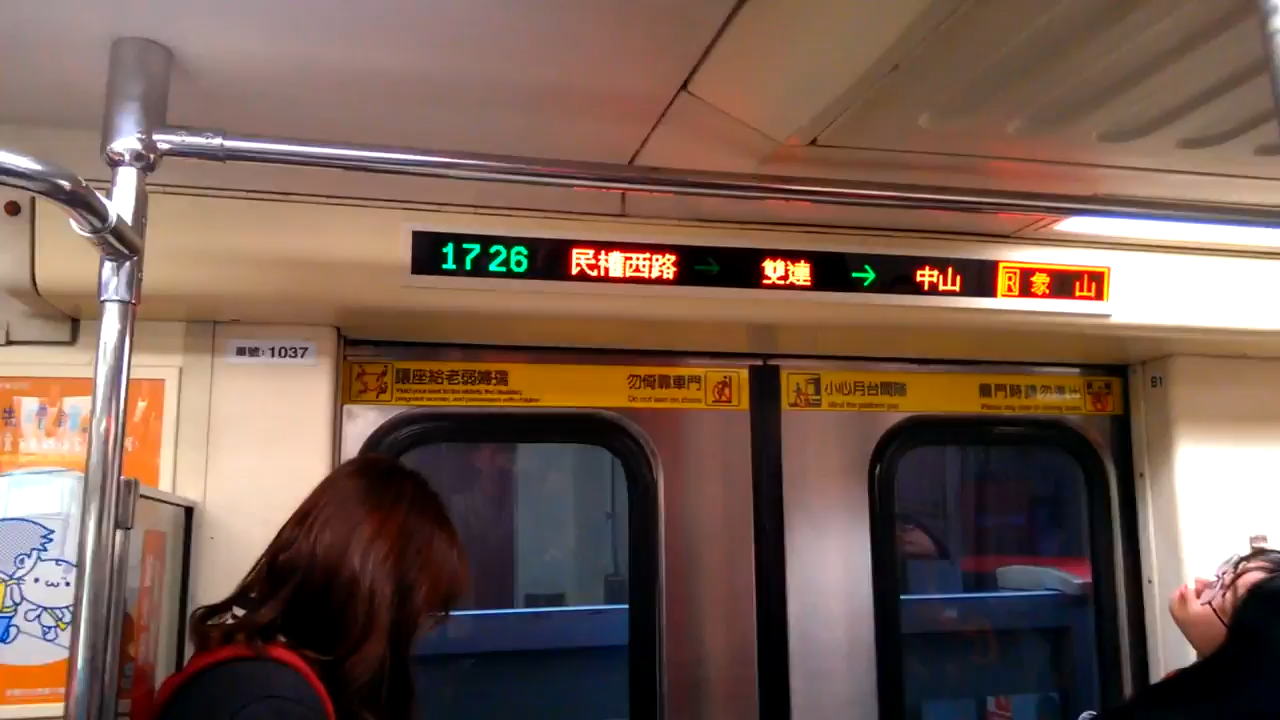 17 26 民權西路 → 雙連 → 中山 R 象 山
車號:1037
讓座給老弱婦孺
勿倚靠車門
Do not lean on doors
小心月台間隙
Mind the platform gap
關門時請勿進出
B1